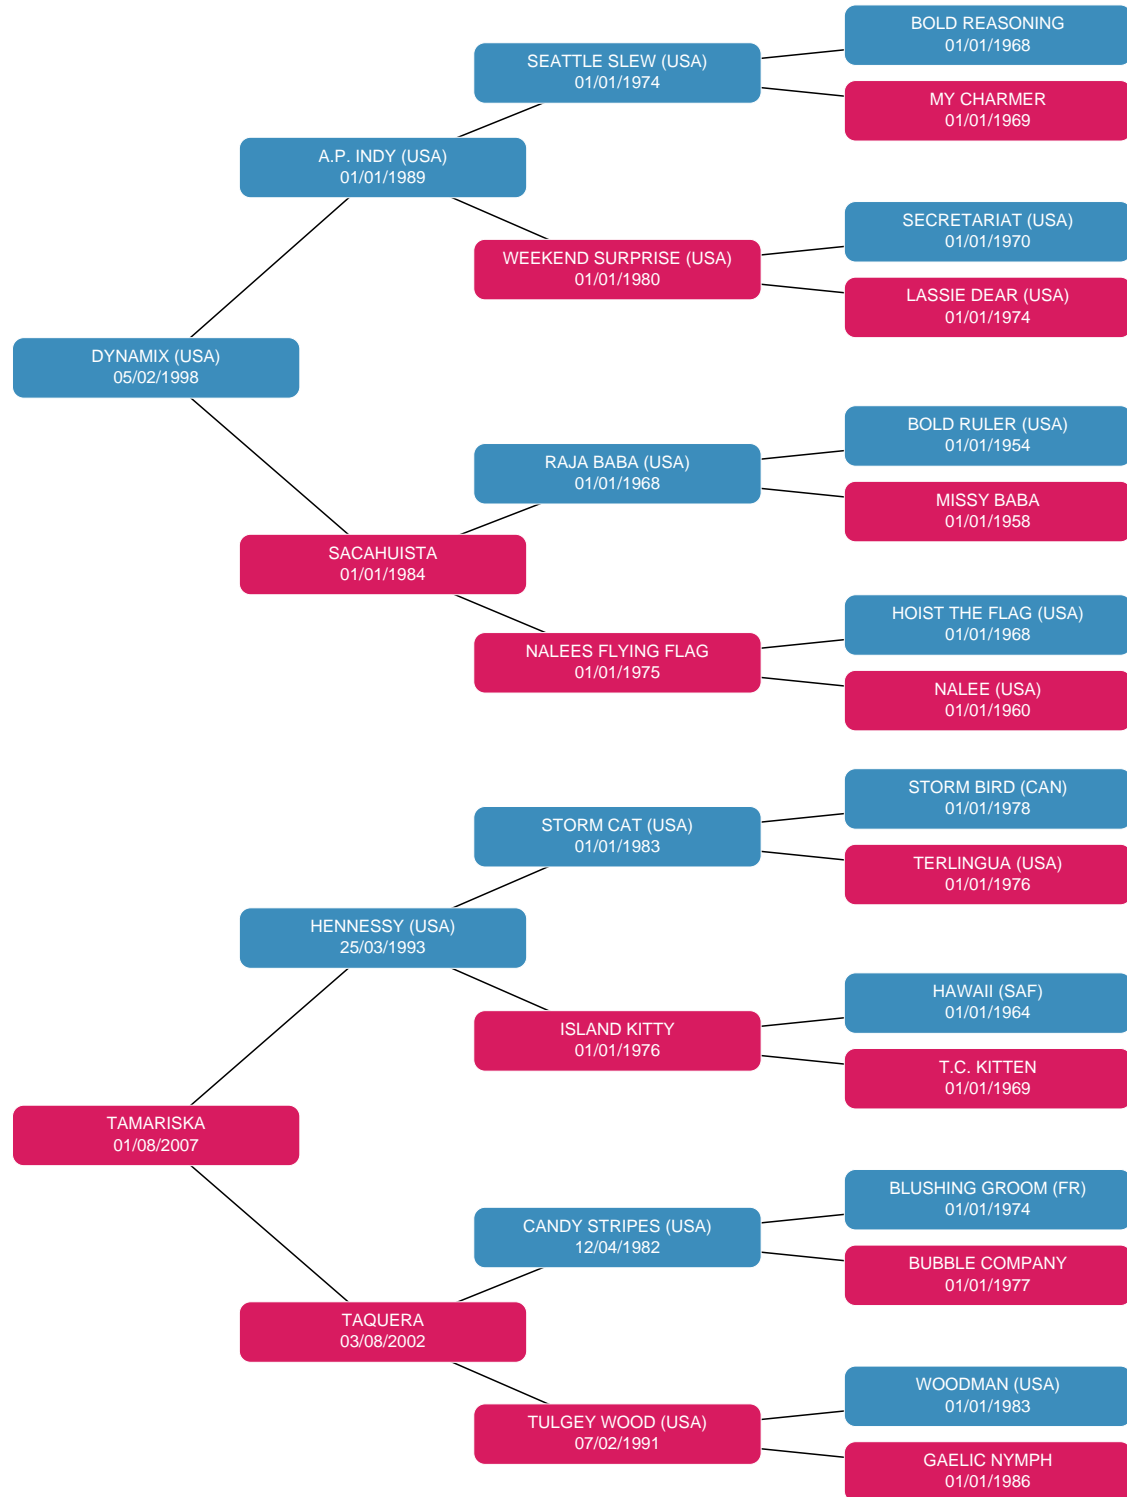 BOLD REASONING
01/01/1968
SEATTLE SLEW (USA)
01/01/1974
MY CHARMER
01/01/1969
A.P. INDY (USA)
01/01/1989
SECRETARIAT (USA)
01/01/1970
WEEKEND SURPRISE (USA)
01/01/1980
LASSIE DEAR (USA)
01/01/1974
DYNAMIX (USA)
05/02/1998
BOLD RULER (USA)
01/01/1954
RAJA BABA (USA)
01/01/1968
MISSY BABA
01/01/1958
SACAHUISTA
01/01/1984
HOIST THE FLAG (USA)
01/01/1968
NALEES FLYING FLAG
01/01/1975
NALEE (USA)
01/01/1960
STORM BIRD (CAN)
01/01/1978
STORM CAT (USA)
01/01/1983
TERLINGUA (USA)
01/01/1976
HENNESSY (USA)
25/03/1993
HAWAII (SAF)
01/01/1964
ISLAND KITTY
01/01/1976
T.C. KITTEN
01/01/1969
TAMARISKA
01/08/2007
BLUSHING GROOM (FR)
01/01/1974
CANDY STRIPES (USA)
12/04/1982
BUBBLE COMPANY
01/01/1977
TAQUERA
03/08/2002
WOODMAN (USA)
01/01/1983
TULGEY WOOD (USA)
07/02/1991
GAELIC NYMPH
01/01/1986